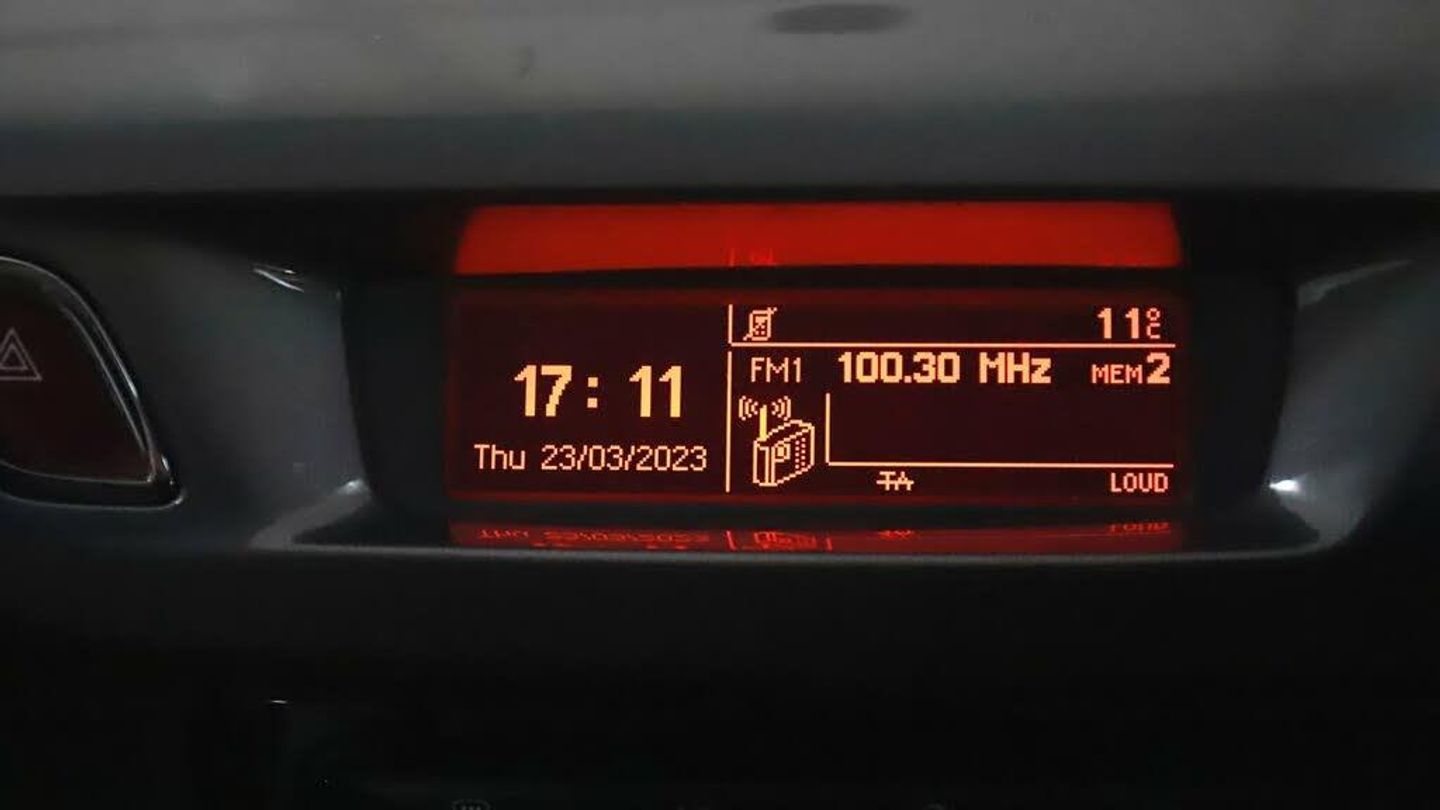 11°C
17: 11
FM1 100.30 MHz MEM2
Thu 23/03/2023
TA LOUD